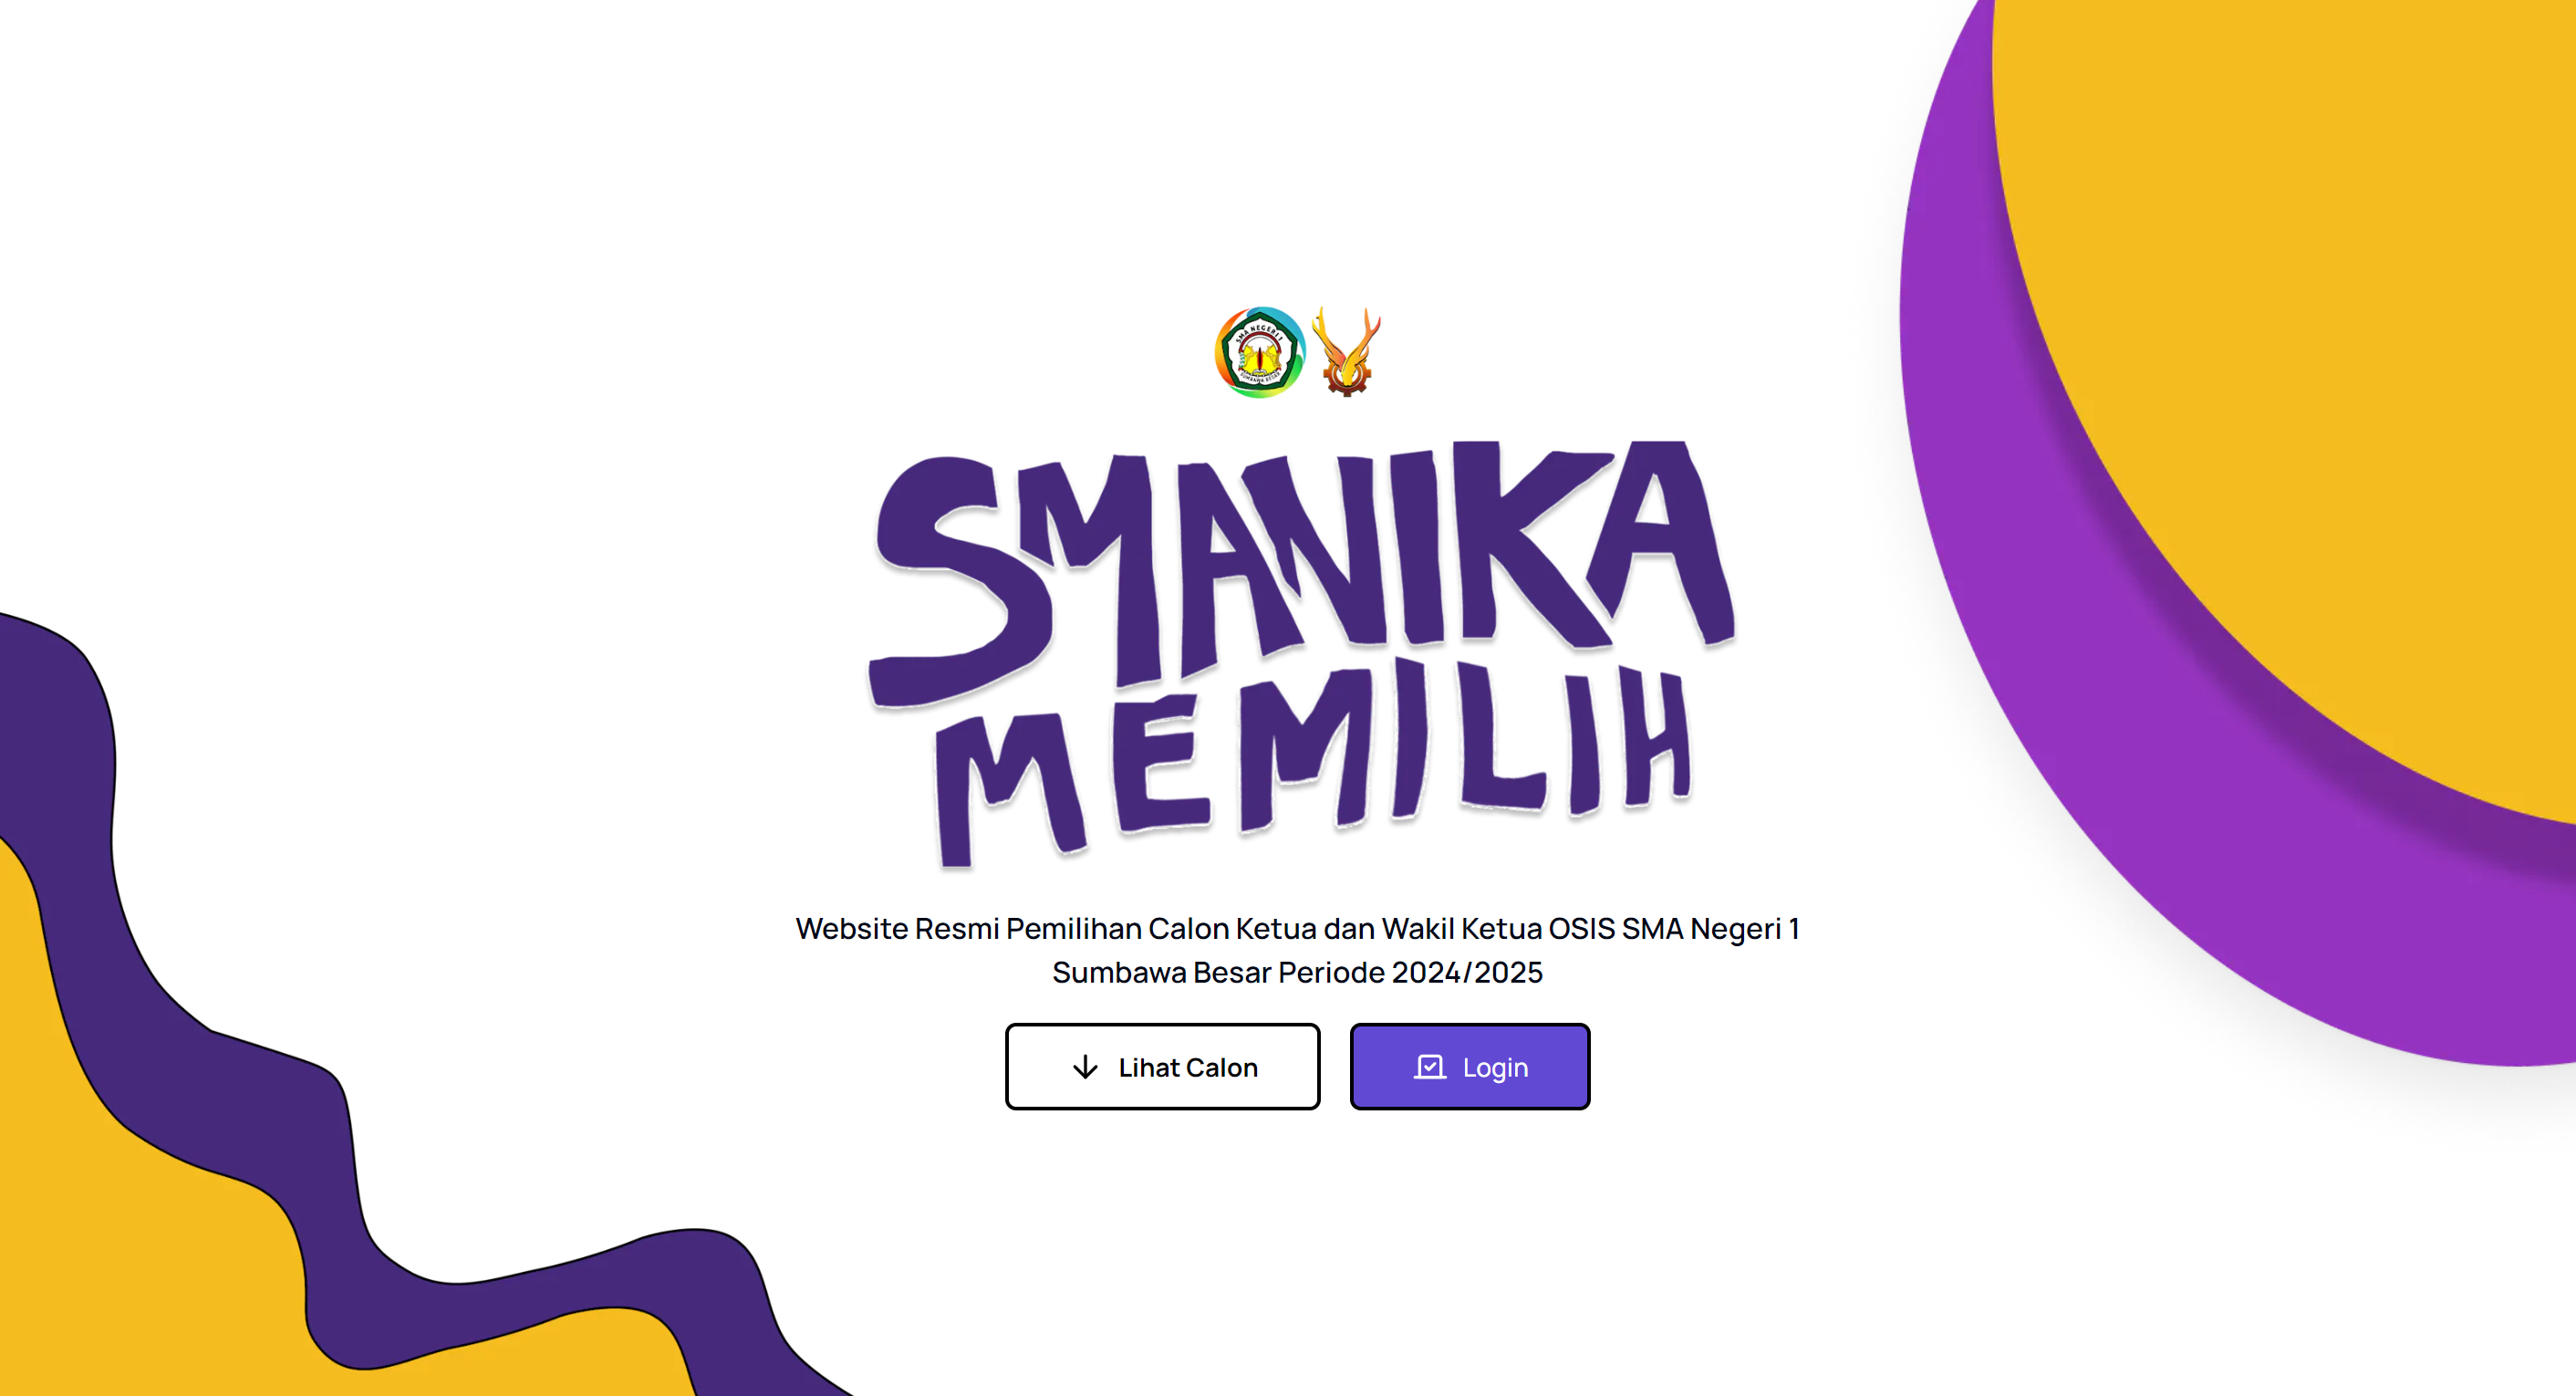 SMA NEGERI 1
SUMBAWA BESAR
SMANIKA
MEMILIH
Website Resmi Pemilihan Calon Ketua dan Wakil Ketua OSIS SMA Negeri 1
Sumbawa Besar Periode 2024/2025
Lihat Calon
Login